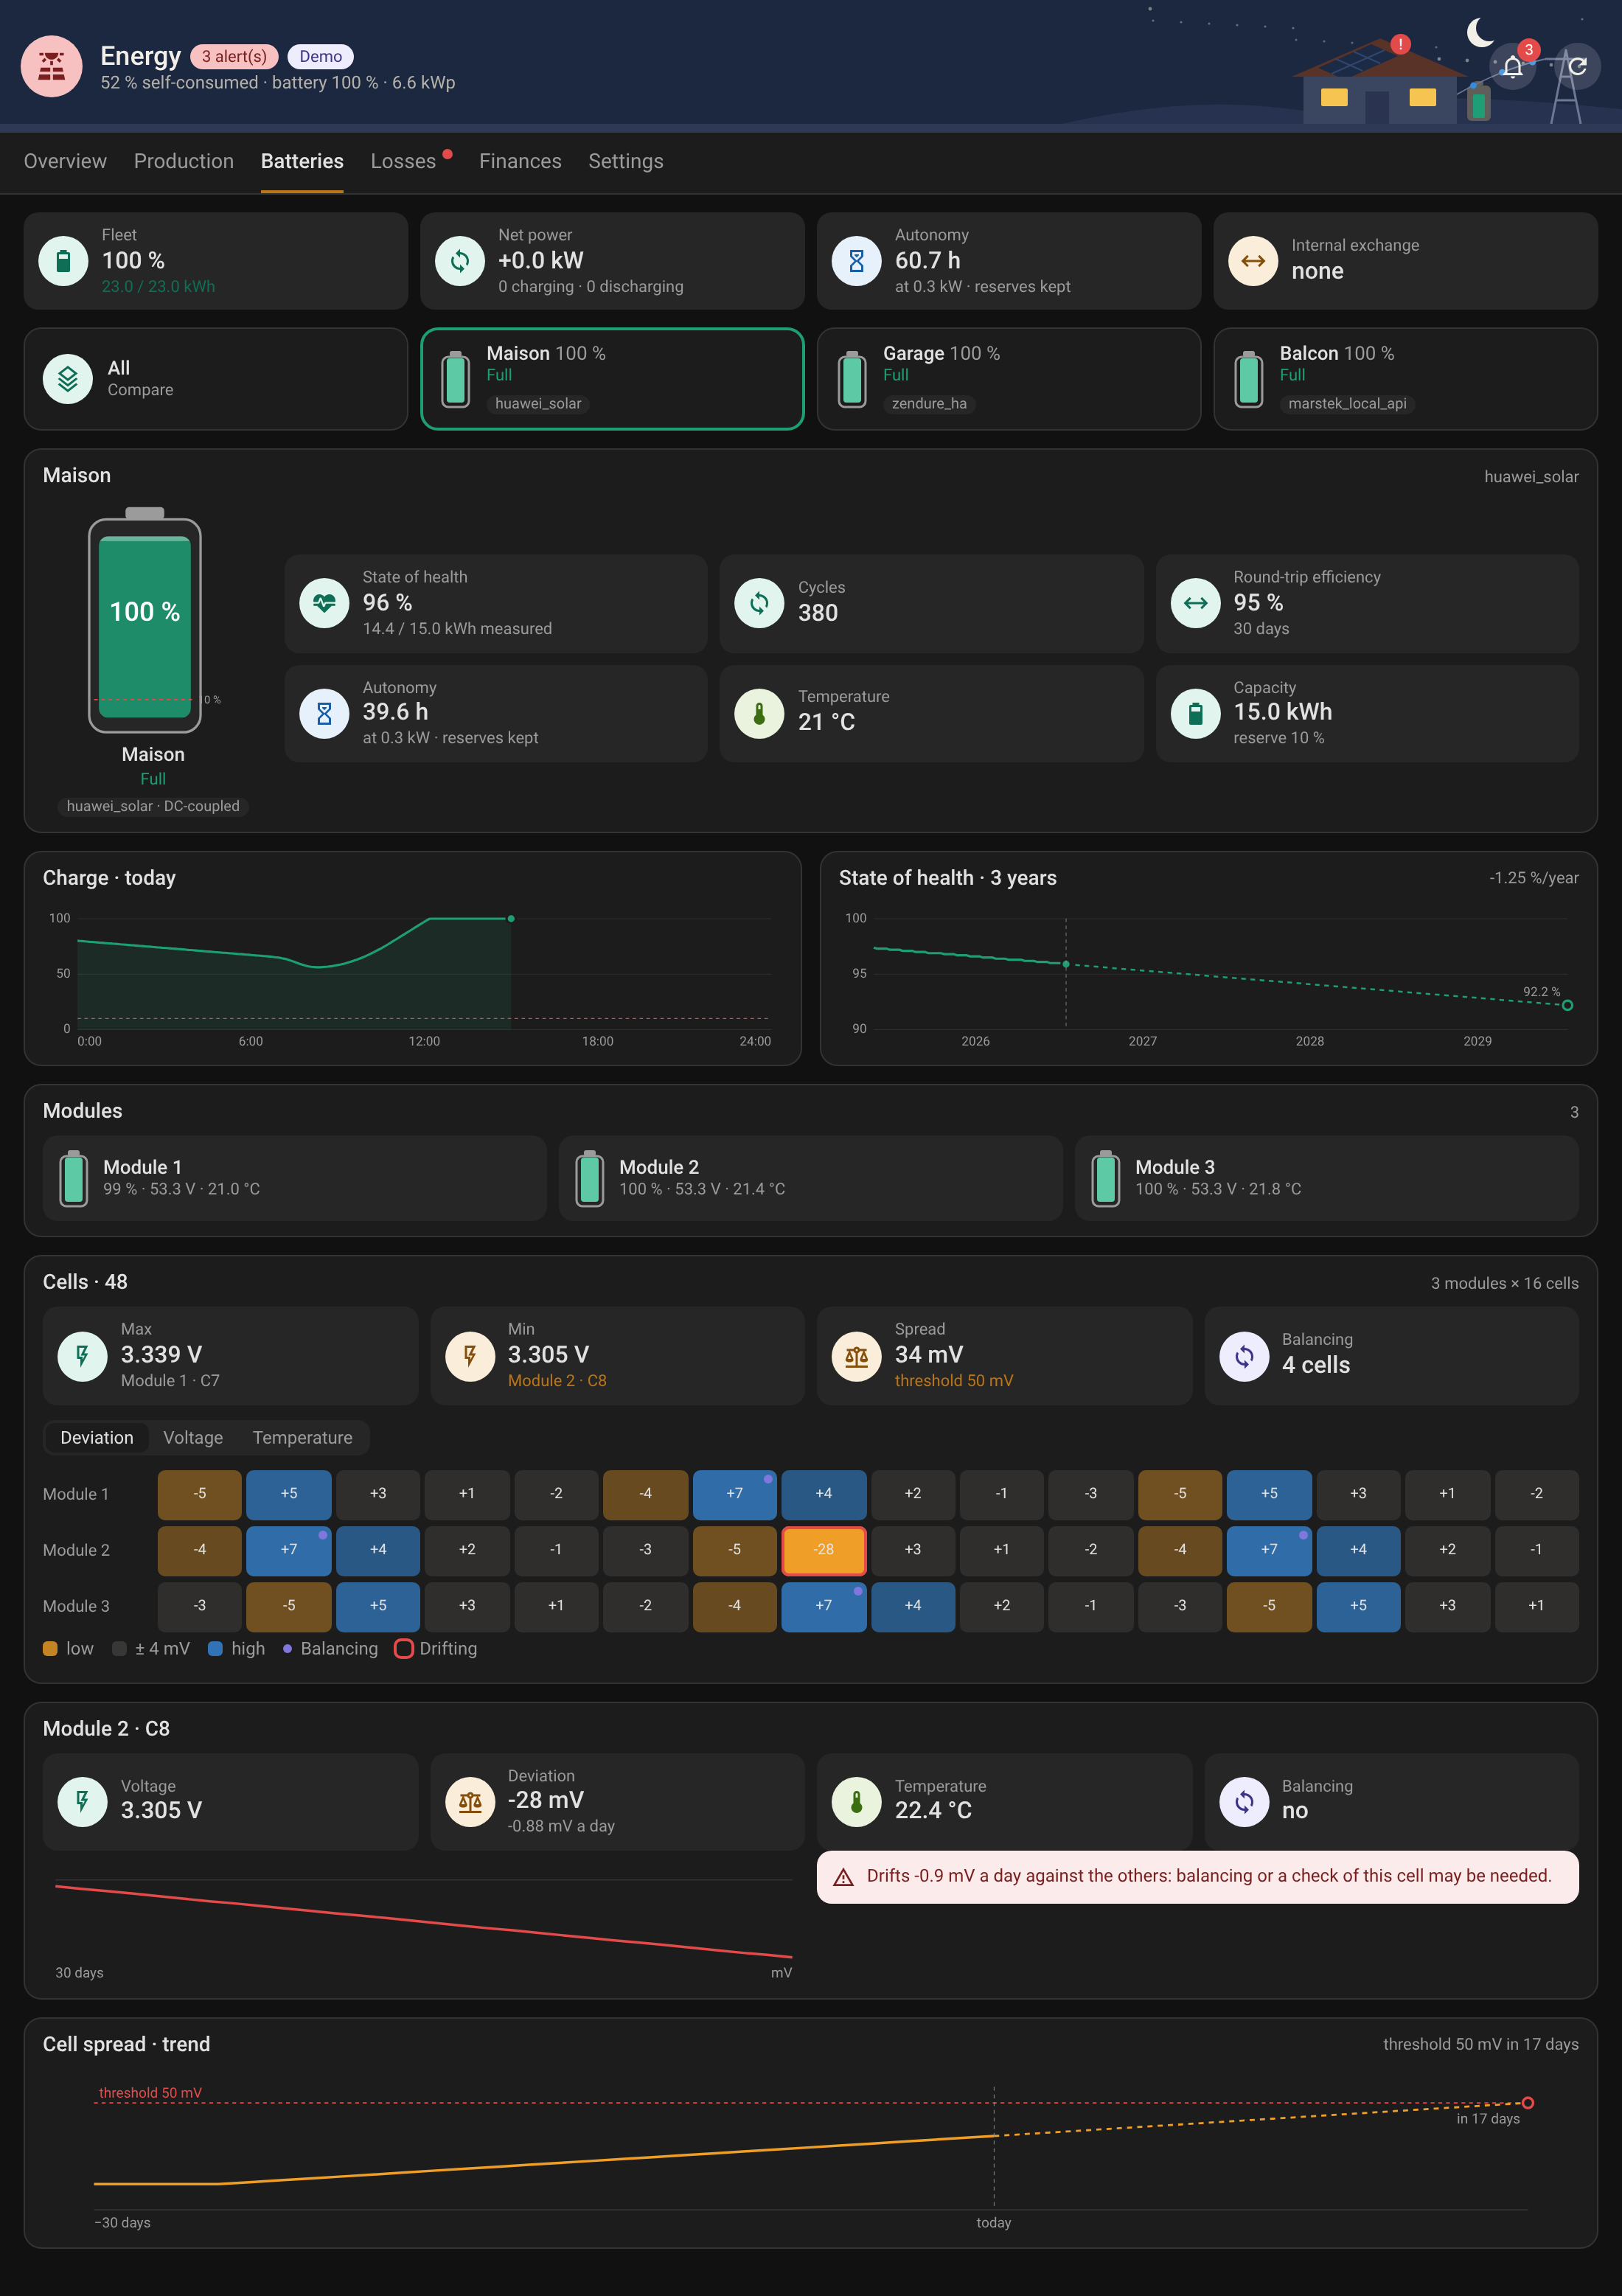 Energy 3 alert(s) Demo
52 % self-consumed · battery 100 % · 6.6 kWp
!
3
Overview Production Batteries Losses Finances Settings
Fleet
100 %
23.0 / 23.0 kWh
Net power
+0.0 kW
0 charging · 0 discharging
Autonomy
60.7 h
at 0.3 kW · reserves kept
Internal exchange
none
All
Compare
Maison 100 %
Full
huawei_solar
Garage 100 %
Full
zendure_ha
Balcon 100 %
Full
marstek_local_api
Maison
huawei_solar
100 %
0 %
Maison
Full
huawei_solar · DC-coupled
State of health
96 %
14.4 / 15.0 kWh measured
Cycles
380
Round-trip efficiency
95 %
30 days
Autonomy
39.6 h
at 0.3 kW · reserves kept
Temperature
21 °C
Capacity
15.0 kWh
reserve 10 %
Charge · today
100
50
0
0:00 6:00 12:00 18:00 24:00
State of health · 3 years
-1.25 %/year
100
95
90
92.2 %
2026 2027 2028 2029
Modules
3
Module 1
99 % · 53.3 V · 21.0 °C
Module 2
100 % · 53.3 V · 21.4 °C
Module 3
100 % · 53.3 V · 21.8 °C
Cells · 48
3 modules × 16 cells
Max
3.339 V
Module 1 · C7
Min
3.305 V
Module 2 · C8
Spread
34 mV
threshold 50 mV
Balancing
4 cells
Deviation Voltage Temperature
Module 1 -5 +5 +3 +1 -2 -4 +7 +4 +2 -1 -3 -5 +5 +3 +1 -2
Module 2 -4 +7 +4 +2 -1 -3 -5 -28 +3 +1 -2 -4 +7 +4 +2 -1
Module 3 -3 -5 +5 +3 +1 -2 -4 +7 +4 +2 -1 -3 -5 +5 +3 +1
low ± 4 mV high Balancing Drifting
Module 2 · C8
Voltage
3.305 V
Deviation
-28 mV
-0.88 mV a day
Temperature
22.4 °C
Balancing
no
Drifts -0.9 mV a day against the others: balancing or a check of this cell may be needed.
30 days mV
Cell spread · trend
threshold 50 mV in 17 days
threshold 50 mV
in 17 days
−30 days today